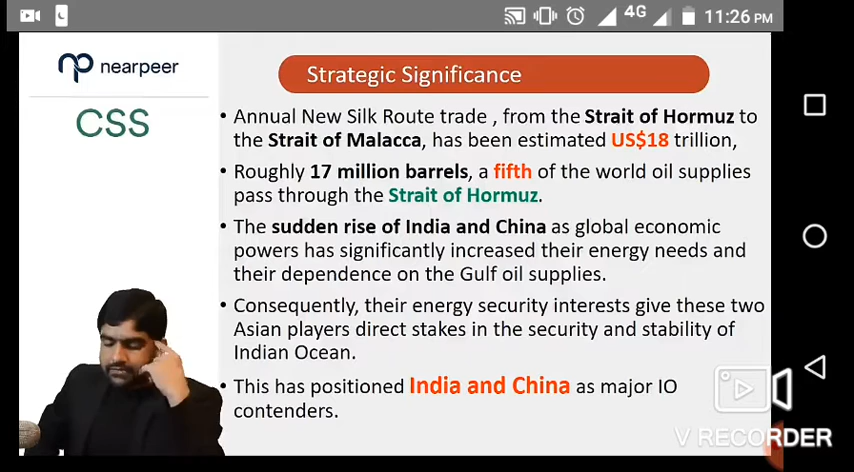 4G 11:26 PM
nearpeer
CSS
Strategic Significance
• Annual New Silk Route trade , from the Strait of Hormuz to
the Strait of Malacca, has been estimated US$18 trillion,
• Roughly 17 million barrels, a fifth of the world oil supplies
pass through the Strait of Hormuz.
• The sudden rise of India and China as global economic
powers has significantly increased their energy needs and
their dependence on the Gulf oil supplies.
• Consequently, their energy security interests give these two
Asian players direct stakes in the security and stability of
Indian Ocean.
• This has positioned India and China as major IO
contenders.
V RECORDER